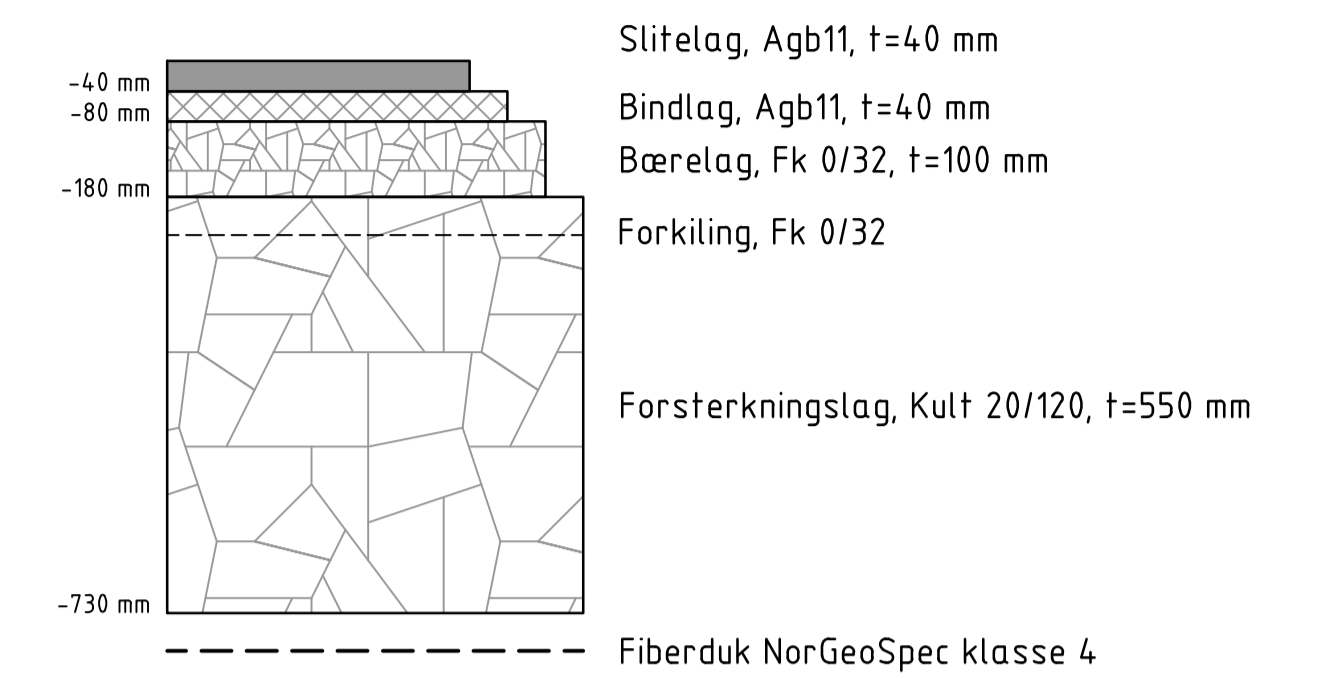 Slitelag, Agb11, t=40 mm
-40 mm
-80 mm
Bindlag, Agb11, t=40 mm
Bærelag, Fk 0/32, t=100 mm
-180 mm
Forkiling, Fk 0/32
Forsterkningslag, Kult 20/120, t=550 mm
-730 mm
Fiberduk NorGeoSpec klasse 4